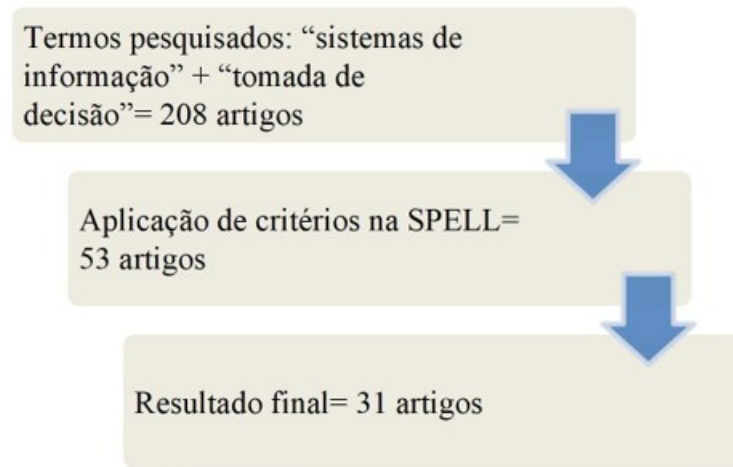 Termos pesquisados: “sistemas de
informação” + “tomada de
decisão”= 208 artigos
Aplicação de critérios na SPELL=
53 artigos
Resultado final= 31 artigos